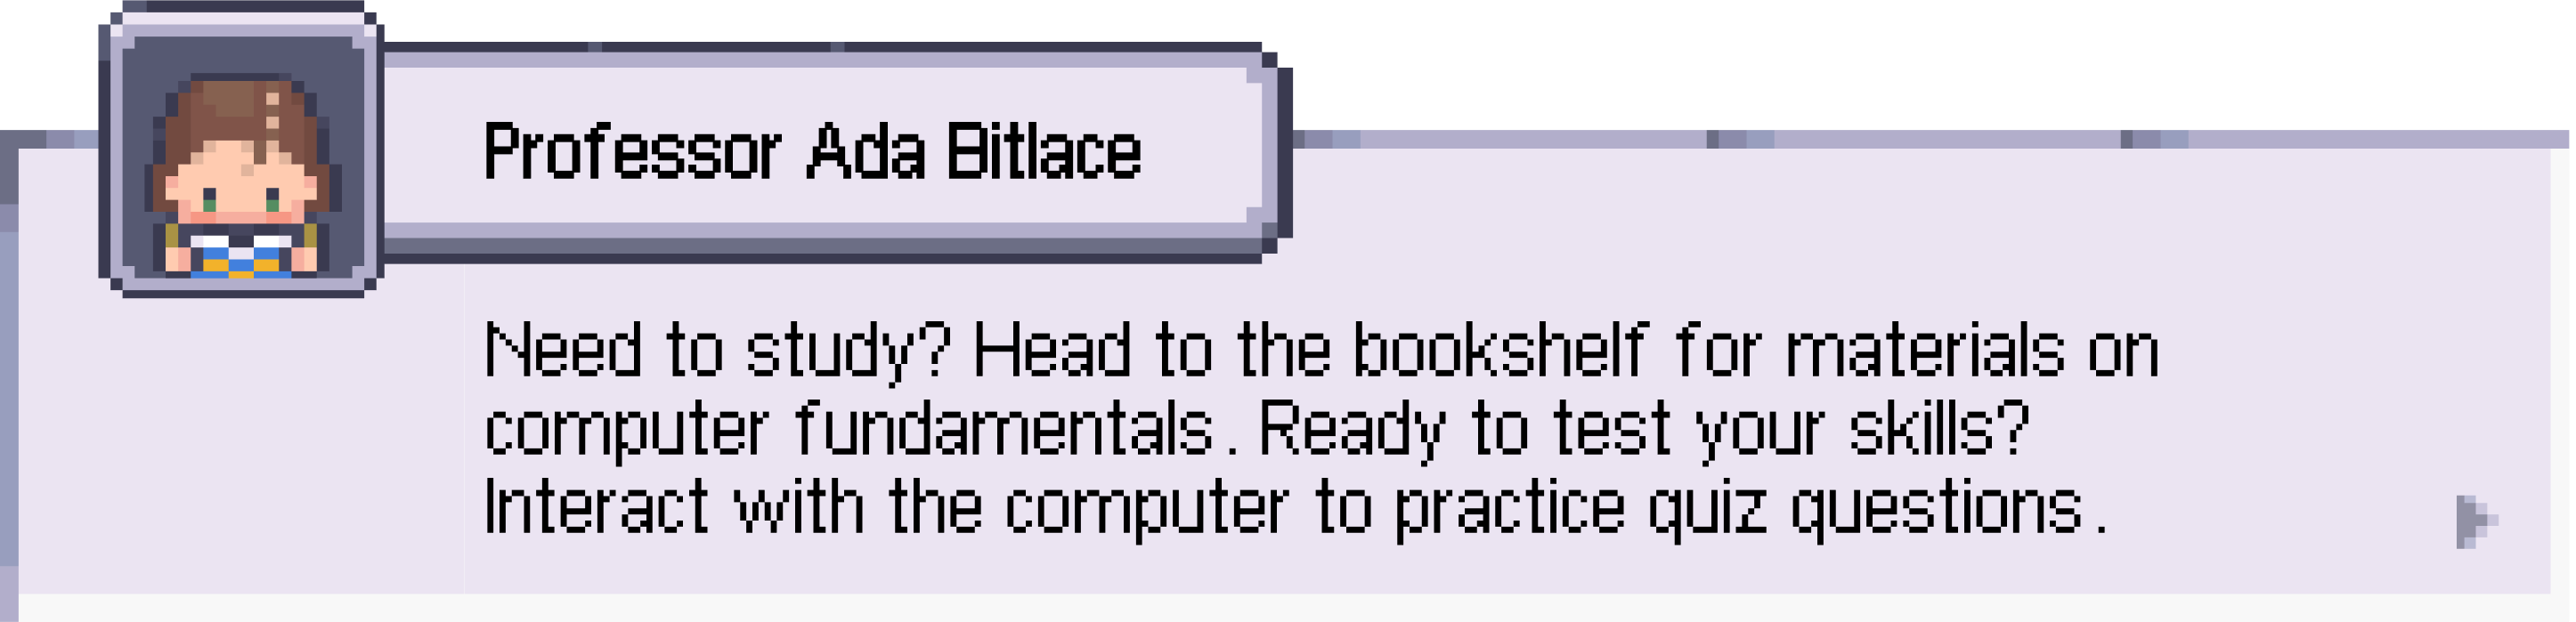 Professor Ada Bitlace
Need to study? Head to the bookshelf for materials on
computer fundamentals. Ready to test your skills?
Interact with the computer to practice quiz questions.